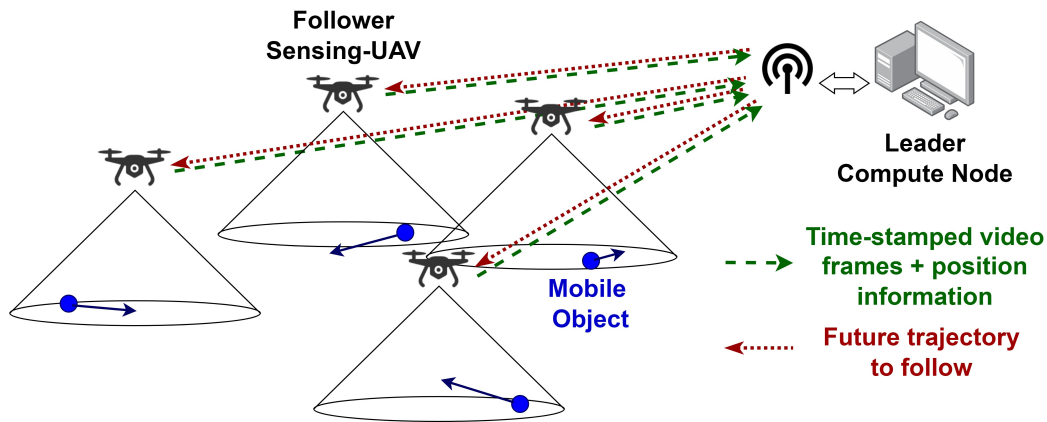 Follower
Sensing-UAV
Leader
Compute Node
Time-stamped video
frames + position
information
Mobile
Object
Future trajectory
to follow